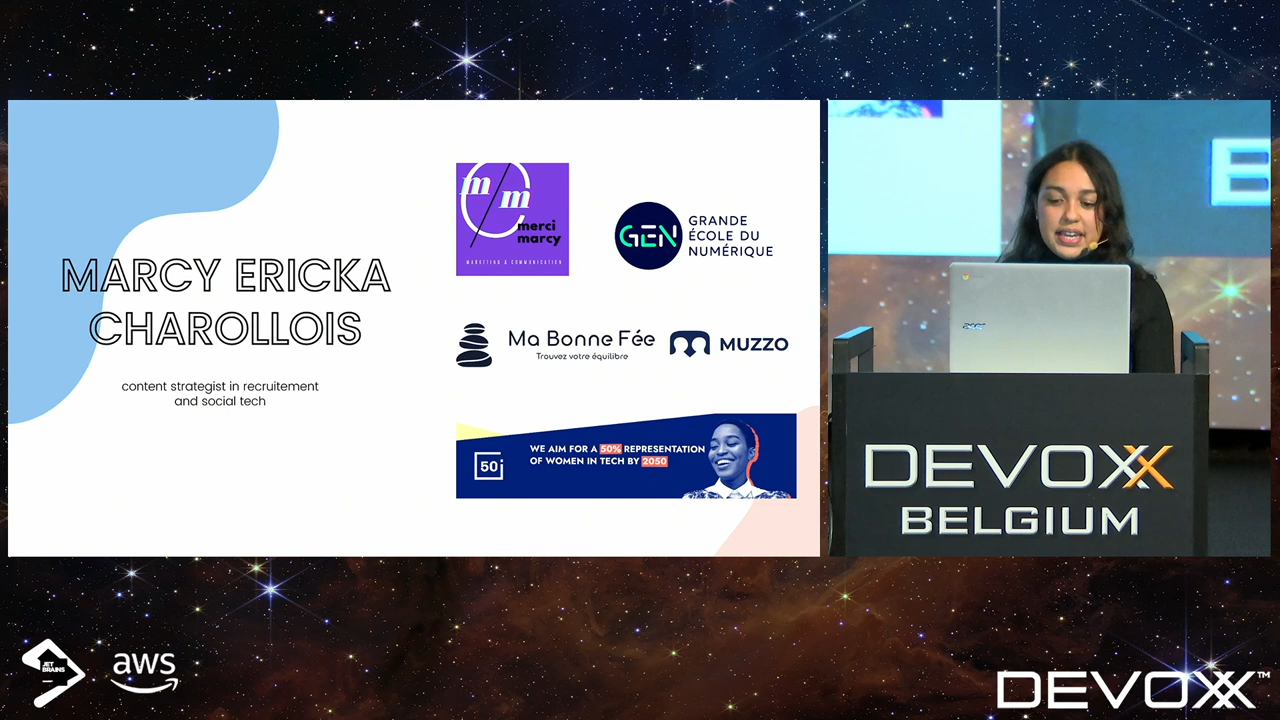 MARCY ERICKA
CHAROLLOIS
content strategist in recruitement
and social tech
m/m
merci
marcy
MARKETING & COMMUNICATION
GEN
GRANDE
ÉCOLE DU
NUMÉRIQUE
Ma Bonne Fée
Trouvez votre équilibre
MUZZO
50
WE AIM FOR A 50% REPRESENTATION
OF WOMEN IN TECH BY 2050
acer
DEVOXX
BELGIUM
JET
BRAINS
aws
DEVOXX™